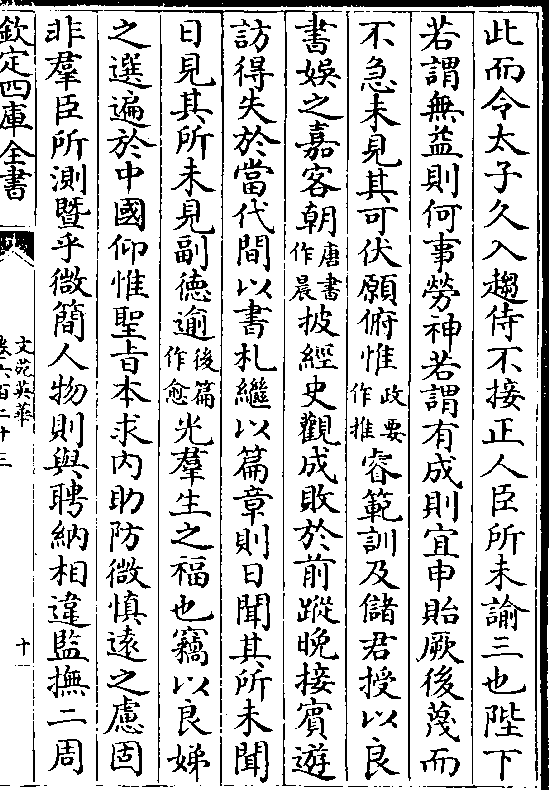 此而令太子久入趨侍不接正人臣所未諭三也陛下
若謂無益則何事勞神若謂有成則宜申貽厥後蔑而
不急未見其可伏願俯惟政要作推睿範訓及儲君授以良
書娛之嘉客朝唐書作晨披經史觀成敗於前蹤晚接賓遊
訪得失於當代間以書札繼以篇章則日聞其所未聞
日見其所未見副德逾後篇作愈光羣生之福也竊以良娣
之選遍於中國仰惟聖旨本求內助防微慎遠之慮固
非羣臣所測暨乎微簡人物則與聘納相違監撫二周
欽定四庫全書
文苑英華
卷六百二十三
十